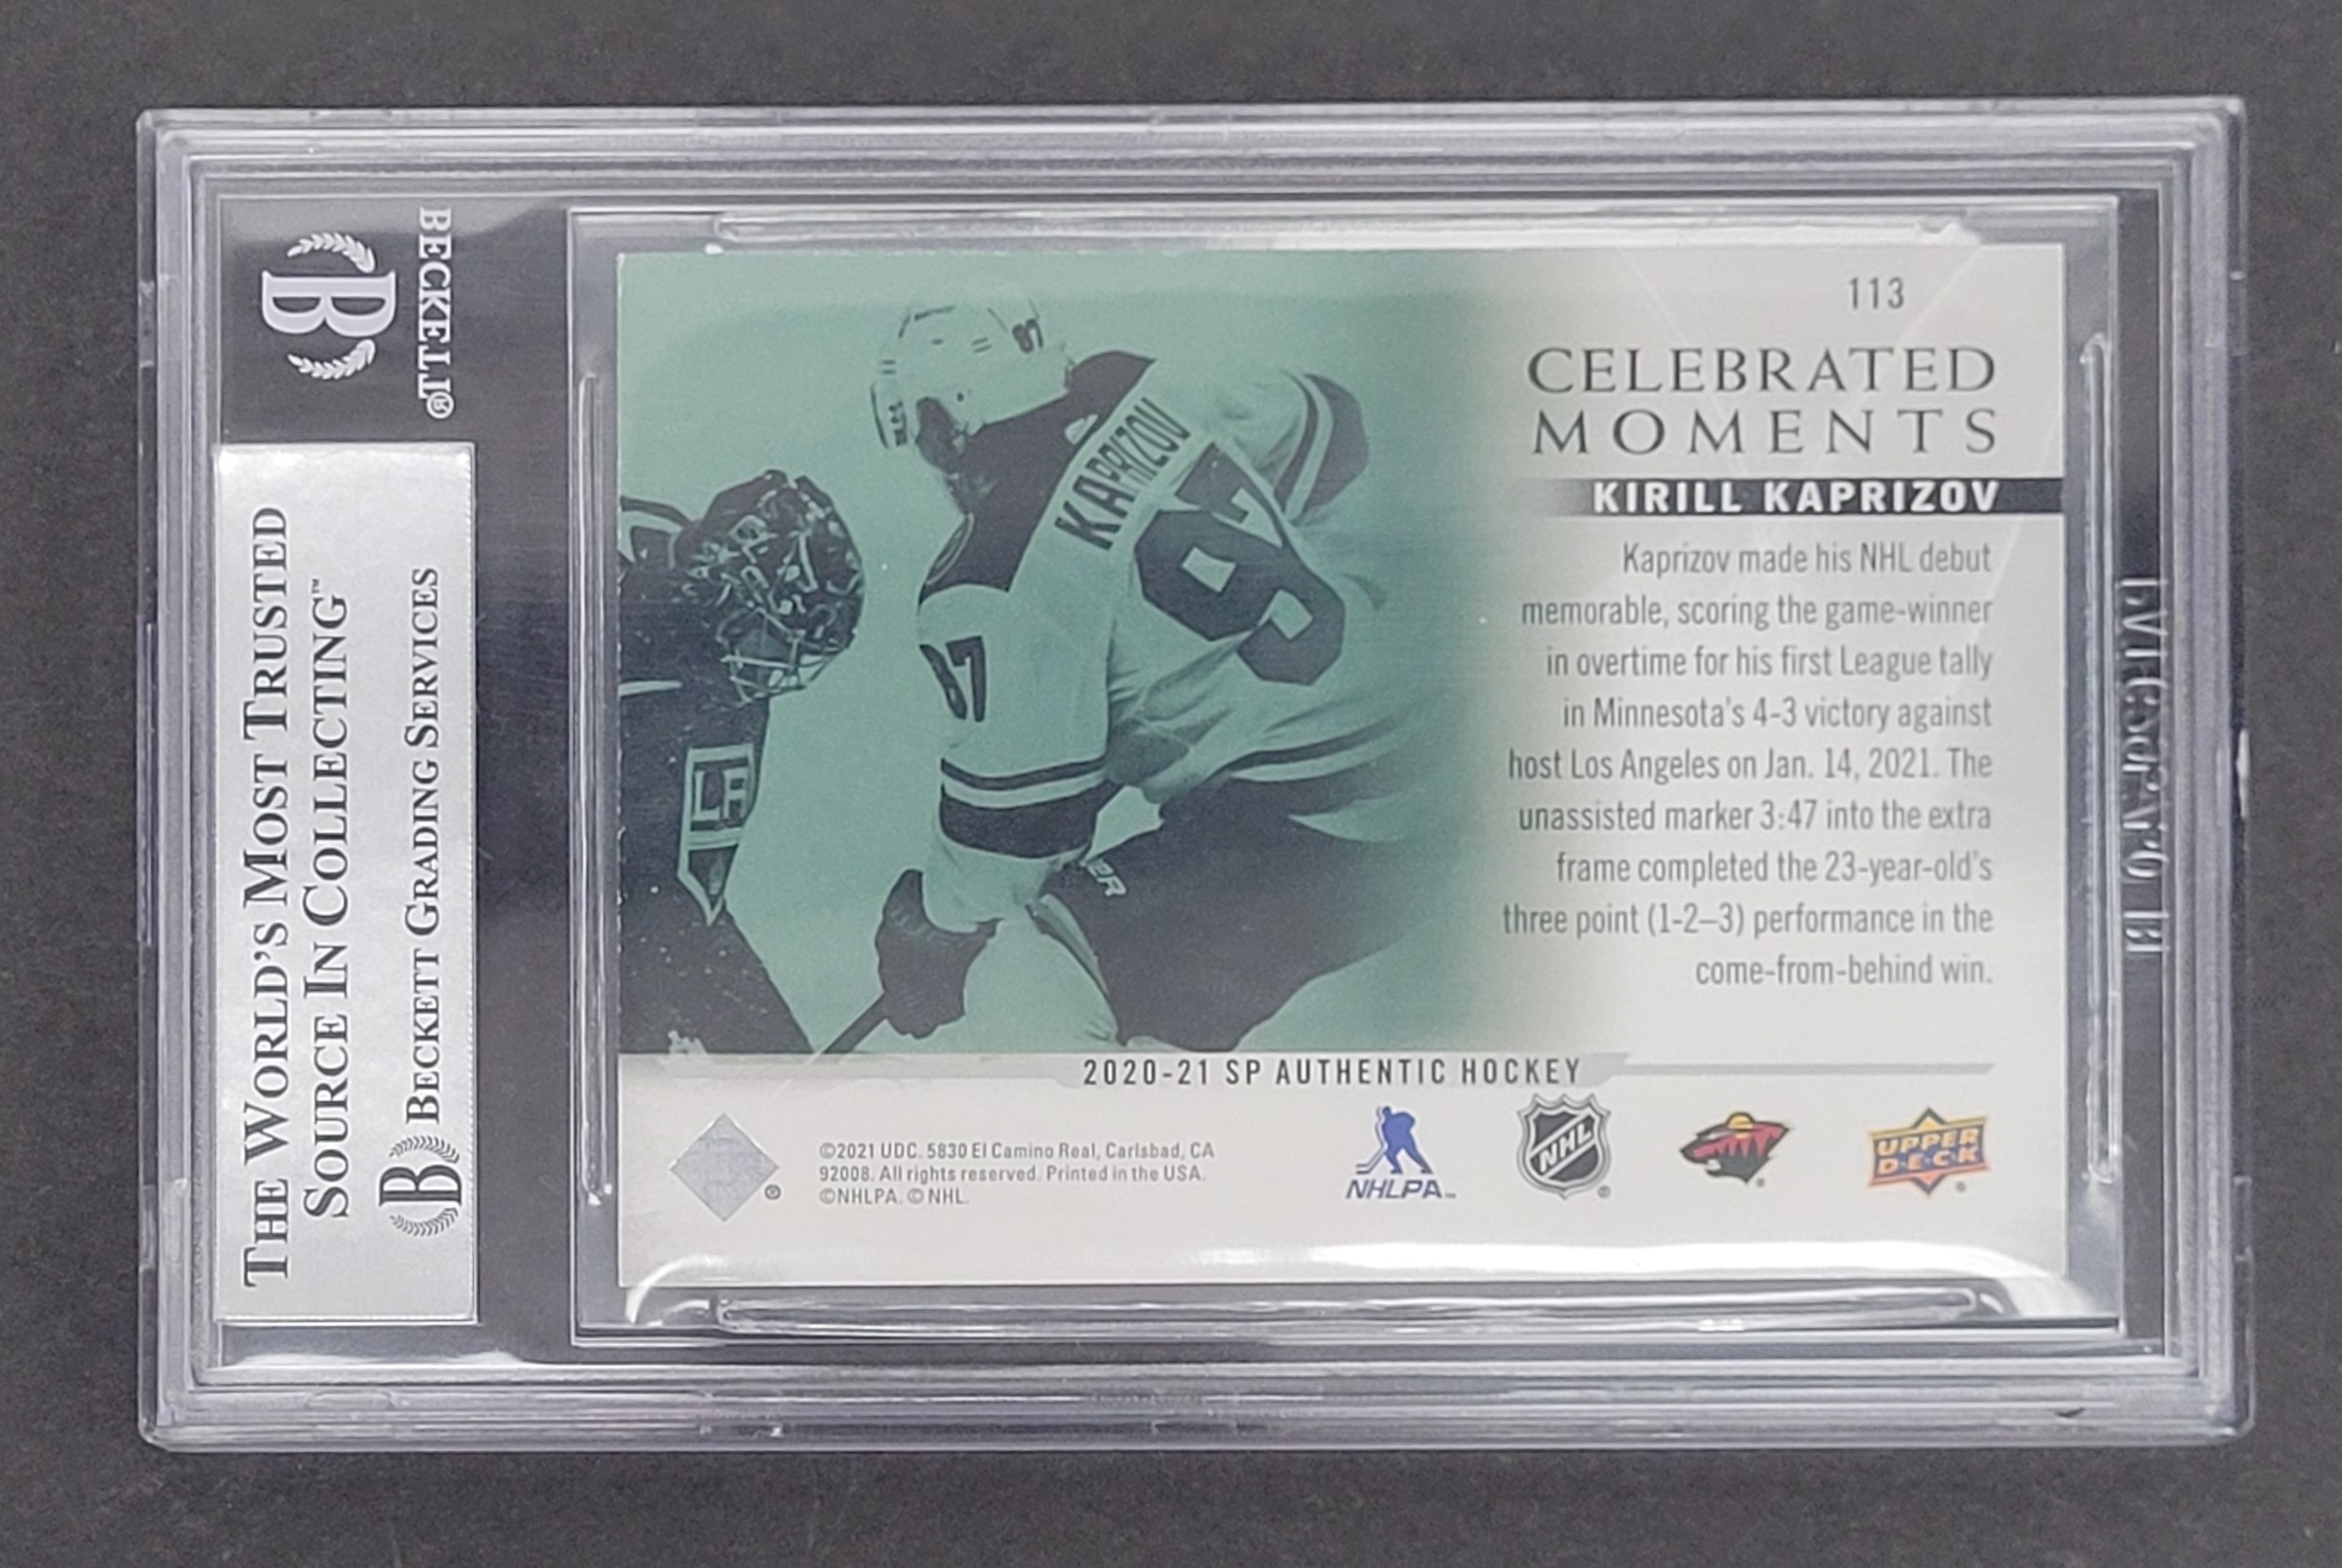 BECKETT®
B
THE WORLD'S MOST TRUSTED
SOURCE IN COLLECTING™
B BECKETT GRADING SERVICES
113
CELEBRATED
MOMENTS
KIRILL KAPRIZOV
Kaprizov made his NHL debut
memorable, scoring the game-winner
in overtime for his first League tally
in Minnesota's 4-3 victory against
host Los Angeles on Jan. 14, 2021. The
unassisted marker 3:47 into the extra
frame completed the 23-year-old's
three point (1-2–3) performance in the
come-from-behind win.
87
KAPRIZOV
97
LA
2020-21 SP AUTHENTIC HOCKEY
©2021 UDC. 5830 El Camino Real, Carlsbad, CA
92008. All rights reserved. Printed in the USA.
©NHLPA. © NHL.
®
NHLPA™
NHL®
®
UPPER
DECK®